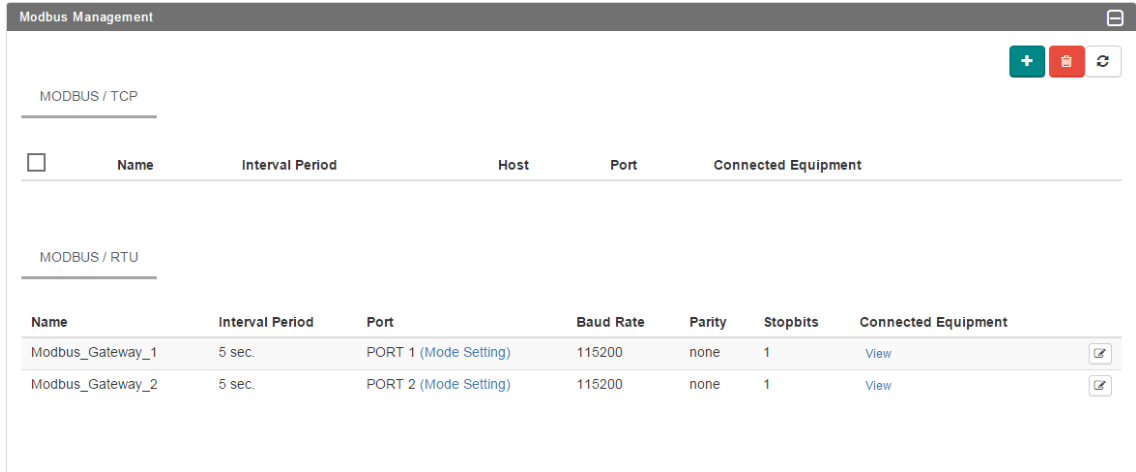 Modbus Management
MODBUS / TCP
Name Interval Period Host Port Connected Equipment
MODBUS / RTU
Name Interval Period Port Baud Rate Parity Stopbits Connected Equipment
Modbus_Gateway_1 5 sec. PORT 1 (Mode Setting) 115200 none 1 View
Modbus_Gateway_2 5 sec. PORT 2 (Mode Setting) 115200 none 1 View